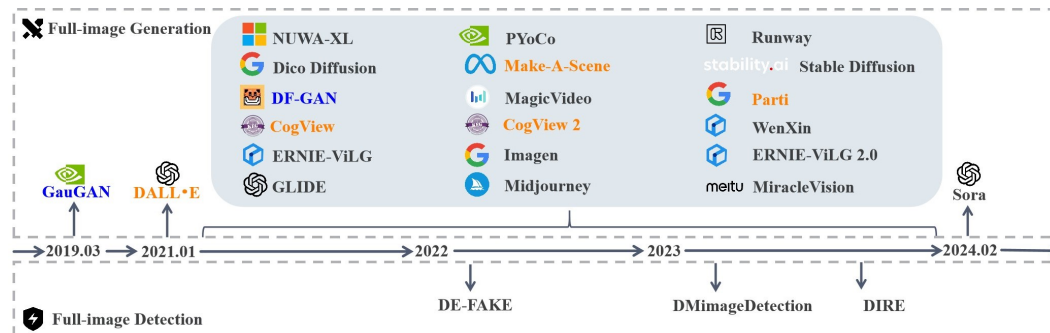 Full-image Generation
NUWA-XL
PYoCo
Runway
Dico Diffusion
Make-A-Scene
stability.ai Stable Diffusion
DF-GAN
MagicVideo
Parti
CogView
CogView 2
WenXin
ERNIE-ViLG
Imagen
ERNIE-ViLG 2.0
GLIDE
Midjourney
meitu MiracleVision
GauGAN
DALL•E
Sora
2019.03
2021.01
2022
2023
2024.02
DE-FAKE
DMimageDetection
DIRE
Full-image Detection